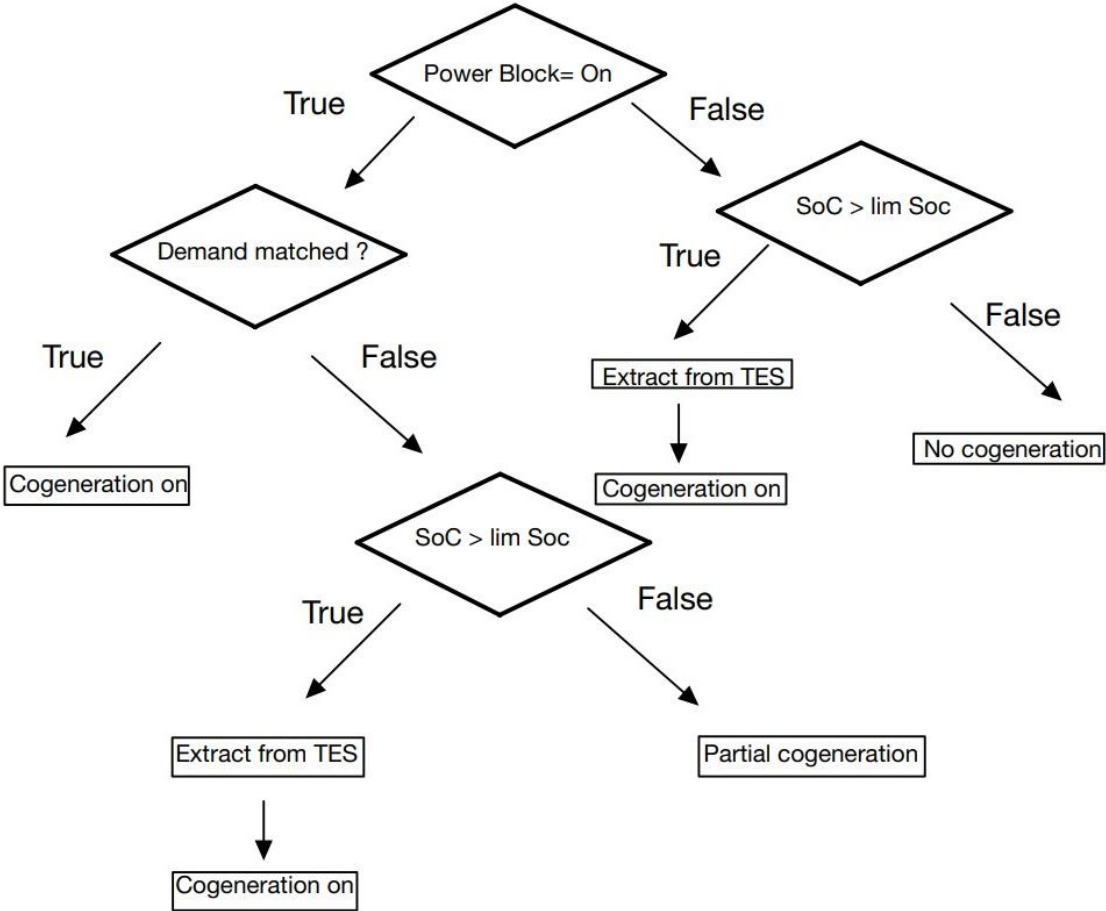 Power Block= On
True
False
SoC > lim Soc
Demand matched ?
True
False
True
False
Extract from TES
No cogeneration
Cogeneration on
Cogeneration on
SoC > lim Soc
True
False
Extract from TES
Partial cogeneration
Cogeneration on